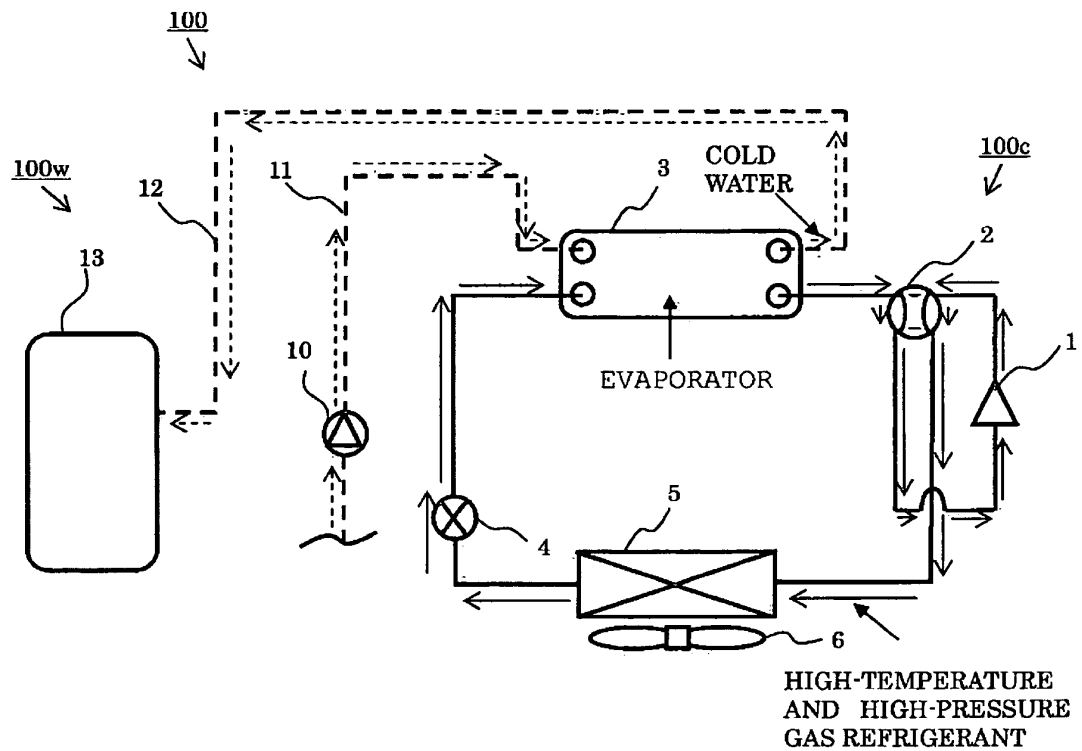 100
100w
12
11
3
COLD
WATER
100c
2
13
10
1
EVAPORATOR
4
5
6
HIGH-TEMPERATURE
AND HIGH-PRESSURE
GAS REFRIGERANT